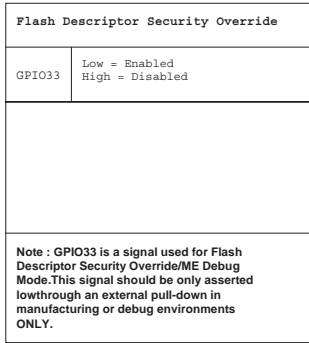 Flash Descriptor Security Override
GPIO33
Low = Enabled
High = Disabled
Note : GPIO33 is a signal used for Flash
Descriptor Security Override/ME Debug
Mode.This signal should be only asserted
lowthrough an external pull-down in
manufacturing or debug environments
ONLY.